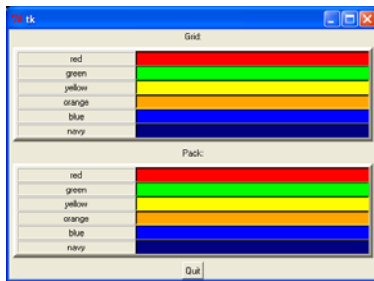 tk
Grid:
red
green
yellow
orange
blue
navy
Pack:
red
green
yellow
orange
blue
navy
Quit